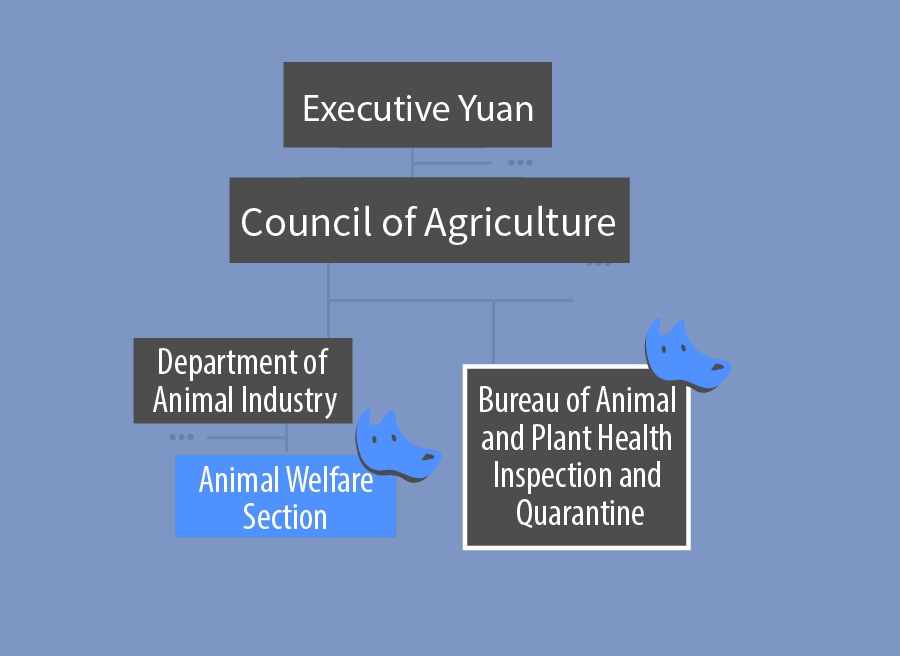 Executive Yuan
Council of Agriculture
Department of
Animal Industry
Animal Welfare
Section
Bureau of Animal
and Plant Health
Inspection and
Quarantine